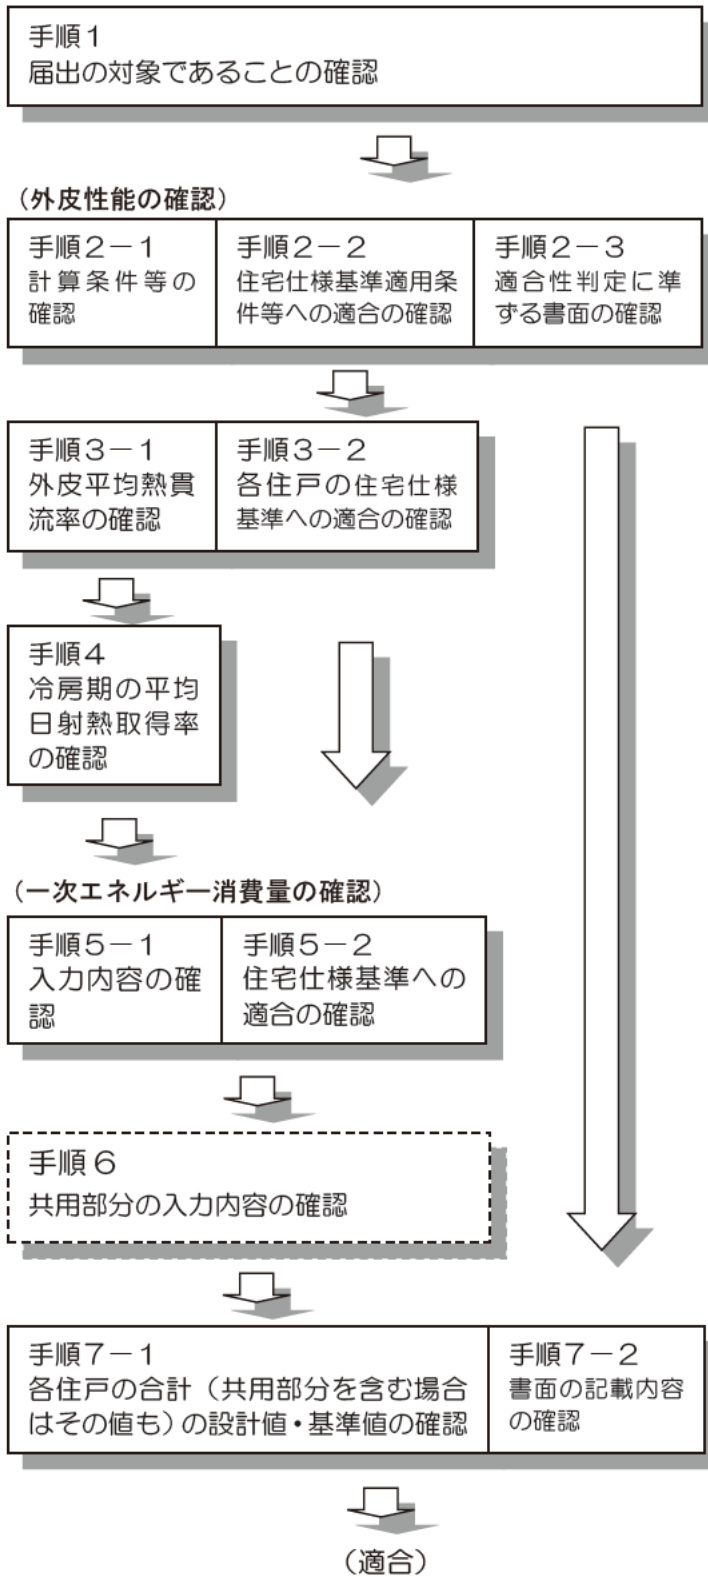 手順1
届出の対象であることの確認
(外皮性能の確認)
手順2-1
計算条件等の
確認
手順2-2
住宅仕様基準適用条
件等への適合の確認
手順2-3
適合性判定に準
ずる書面の確認
手順3-1
外皮平均熱貫
流率の確認
手順3-2
各住戸の住宅仕様
基準への適合の確認
手順4
冷房期の平均
日射熱取得率
の確認
(一次エネルギー消費量の確認)
手順5-1
入力内容の確
認
手順5-2
住宅仕様基準への
適合の確認
手順6
共用部分の入力内容の確認
手順7-1
各住戸の合計(共用部分を含む場合
はその値も)の設計値・基準値の確認
手順7-2
書面の記載内容
の確認
(適合)